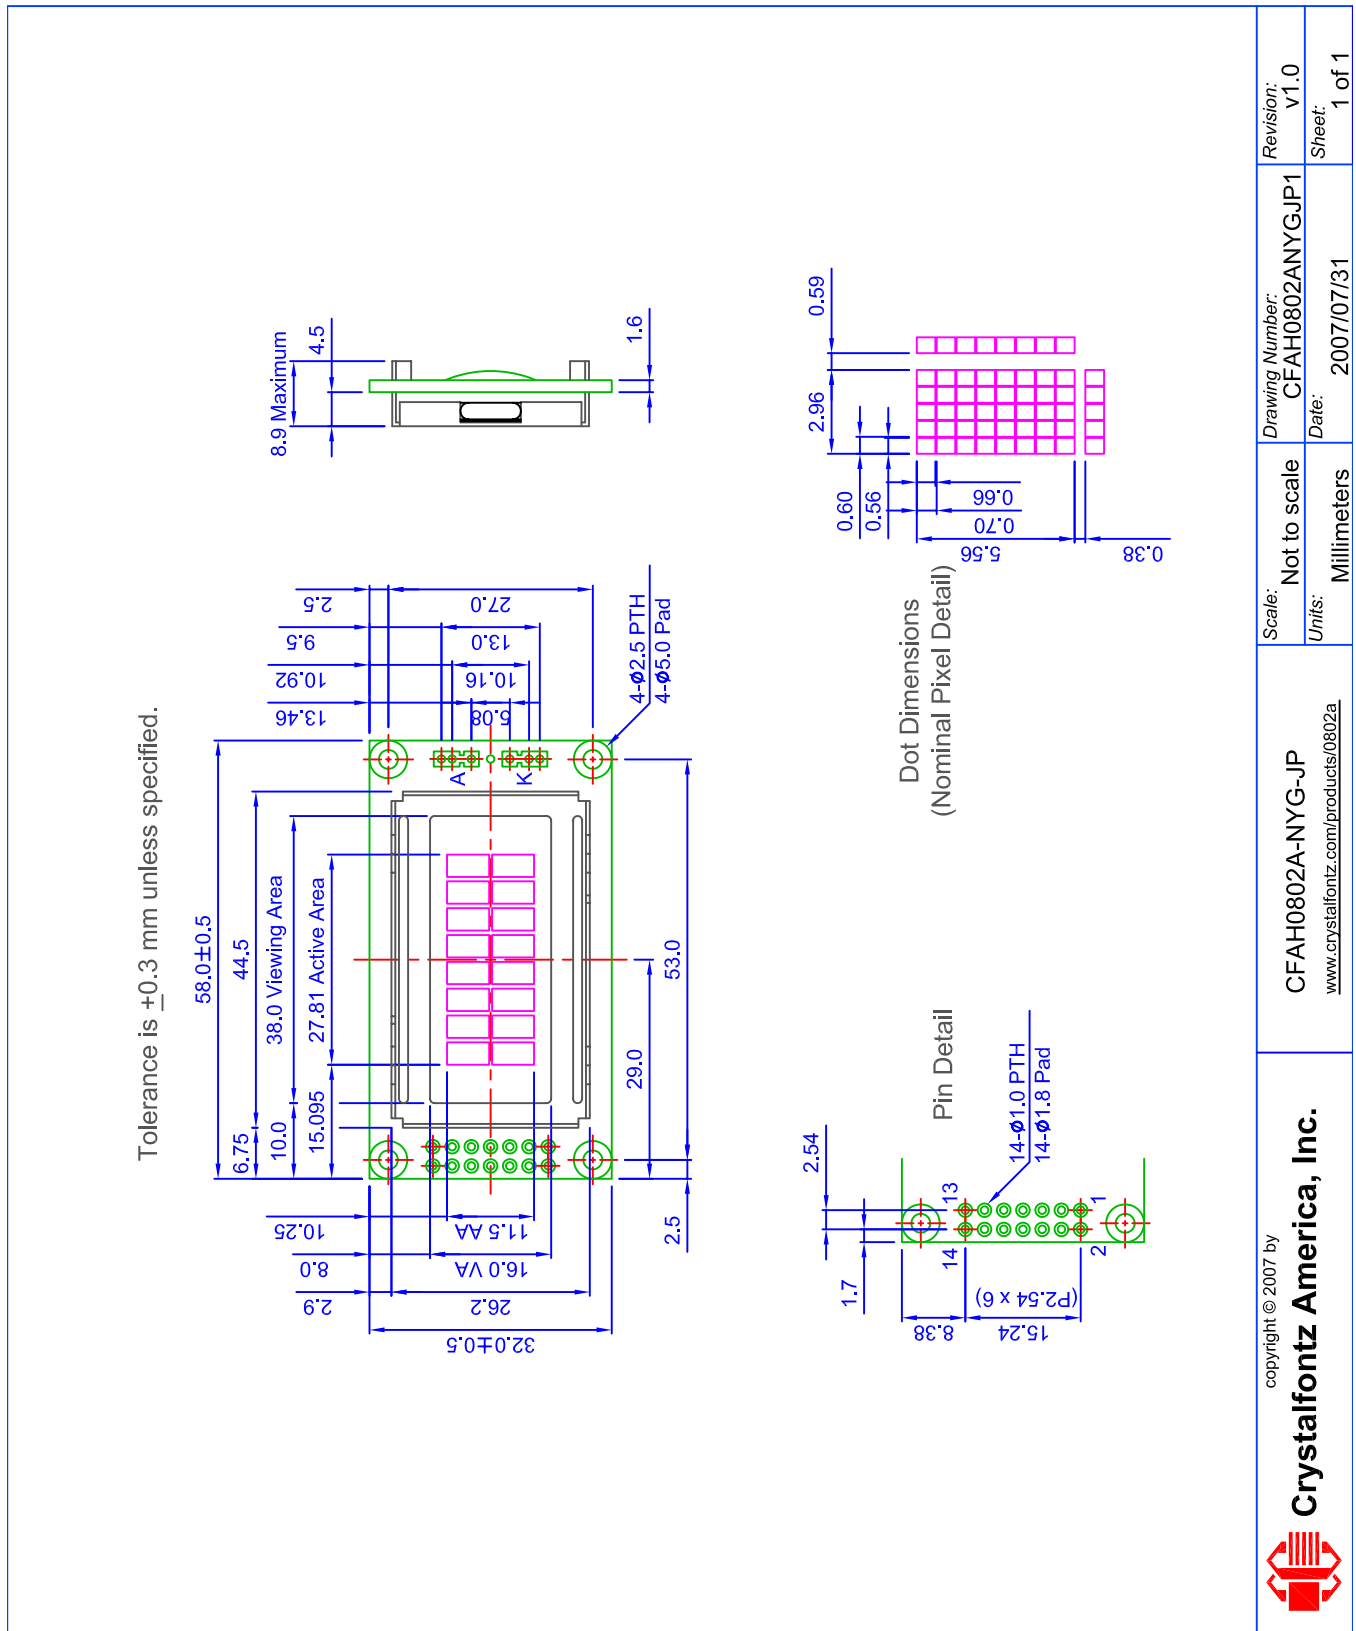 Tolerance is ±0.3 mm unless specified.
58.0±0.5
6.75
44.5
10.0
38.0 Viewing Area
15.095
27.81 Active Area
2.5
9.5
10.92
13.46
27.0
13.0
10.16
5.08
A
K
4-Ø2.5 PTH
4-Ø5.0 Pad
10.25
8.0
2.9
11.5 AA
16.0 VA
26.2
32.0±0.5
29.0
53.0
2.5
8.9 Maximum
4.5
1.6
Pin Detail
2.54
1.7
14-Ø1.0 PTH
14-Ø1.8 Pad
13
14
1
2
8.38
15.24
(P2.54 x 6)
Dot Dimensions
(Nominal Pixel Detail)
0.59
2.96
0.60
0.56
0.66
0.70
5.56
0.38
copyright © 2007 by
Crystalfontz America, Inc.
CFAH0802A-NYG-JP
www.crystalfontz.com/products/0802a
Scale:
Not to scale
Units:
Millimeters
Drawing Number:
CFAH0802ANYGJP1
Date:
2007/07/31
Revision:
v1.0
Sheet:
1 of 1